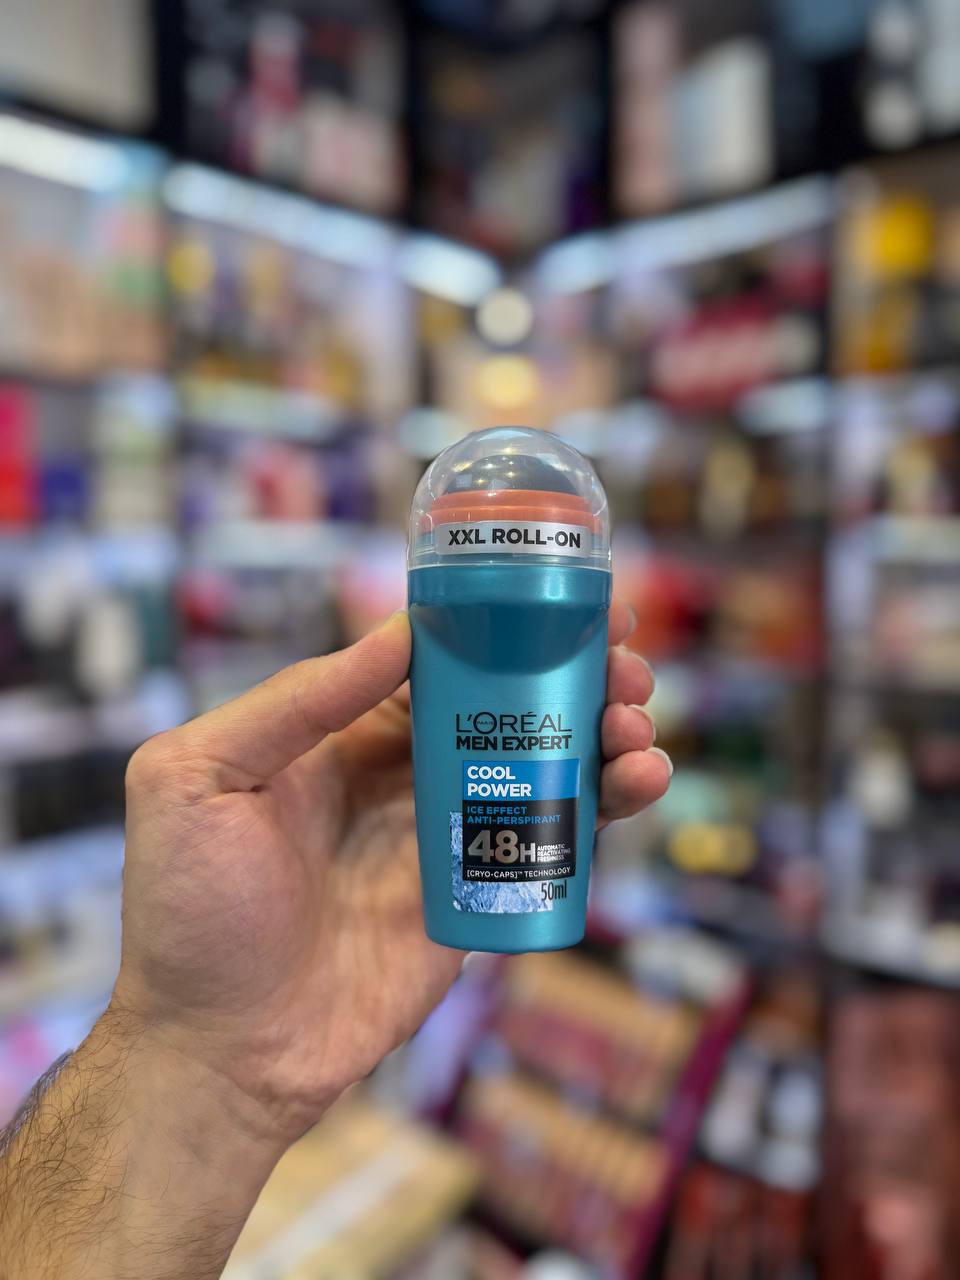 XXL ROLL-ON
L'ORÉAL
PARIS
MEN EXPERT
COOL
POWER
ICE EFFECT
ANTI-PERSPIRANT
48H
AUTOMATIC
REACTIVATING
FRESHNESS
[CRYO-CAPS]™ TECHNOLOGY
50ml